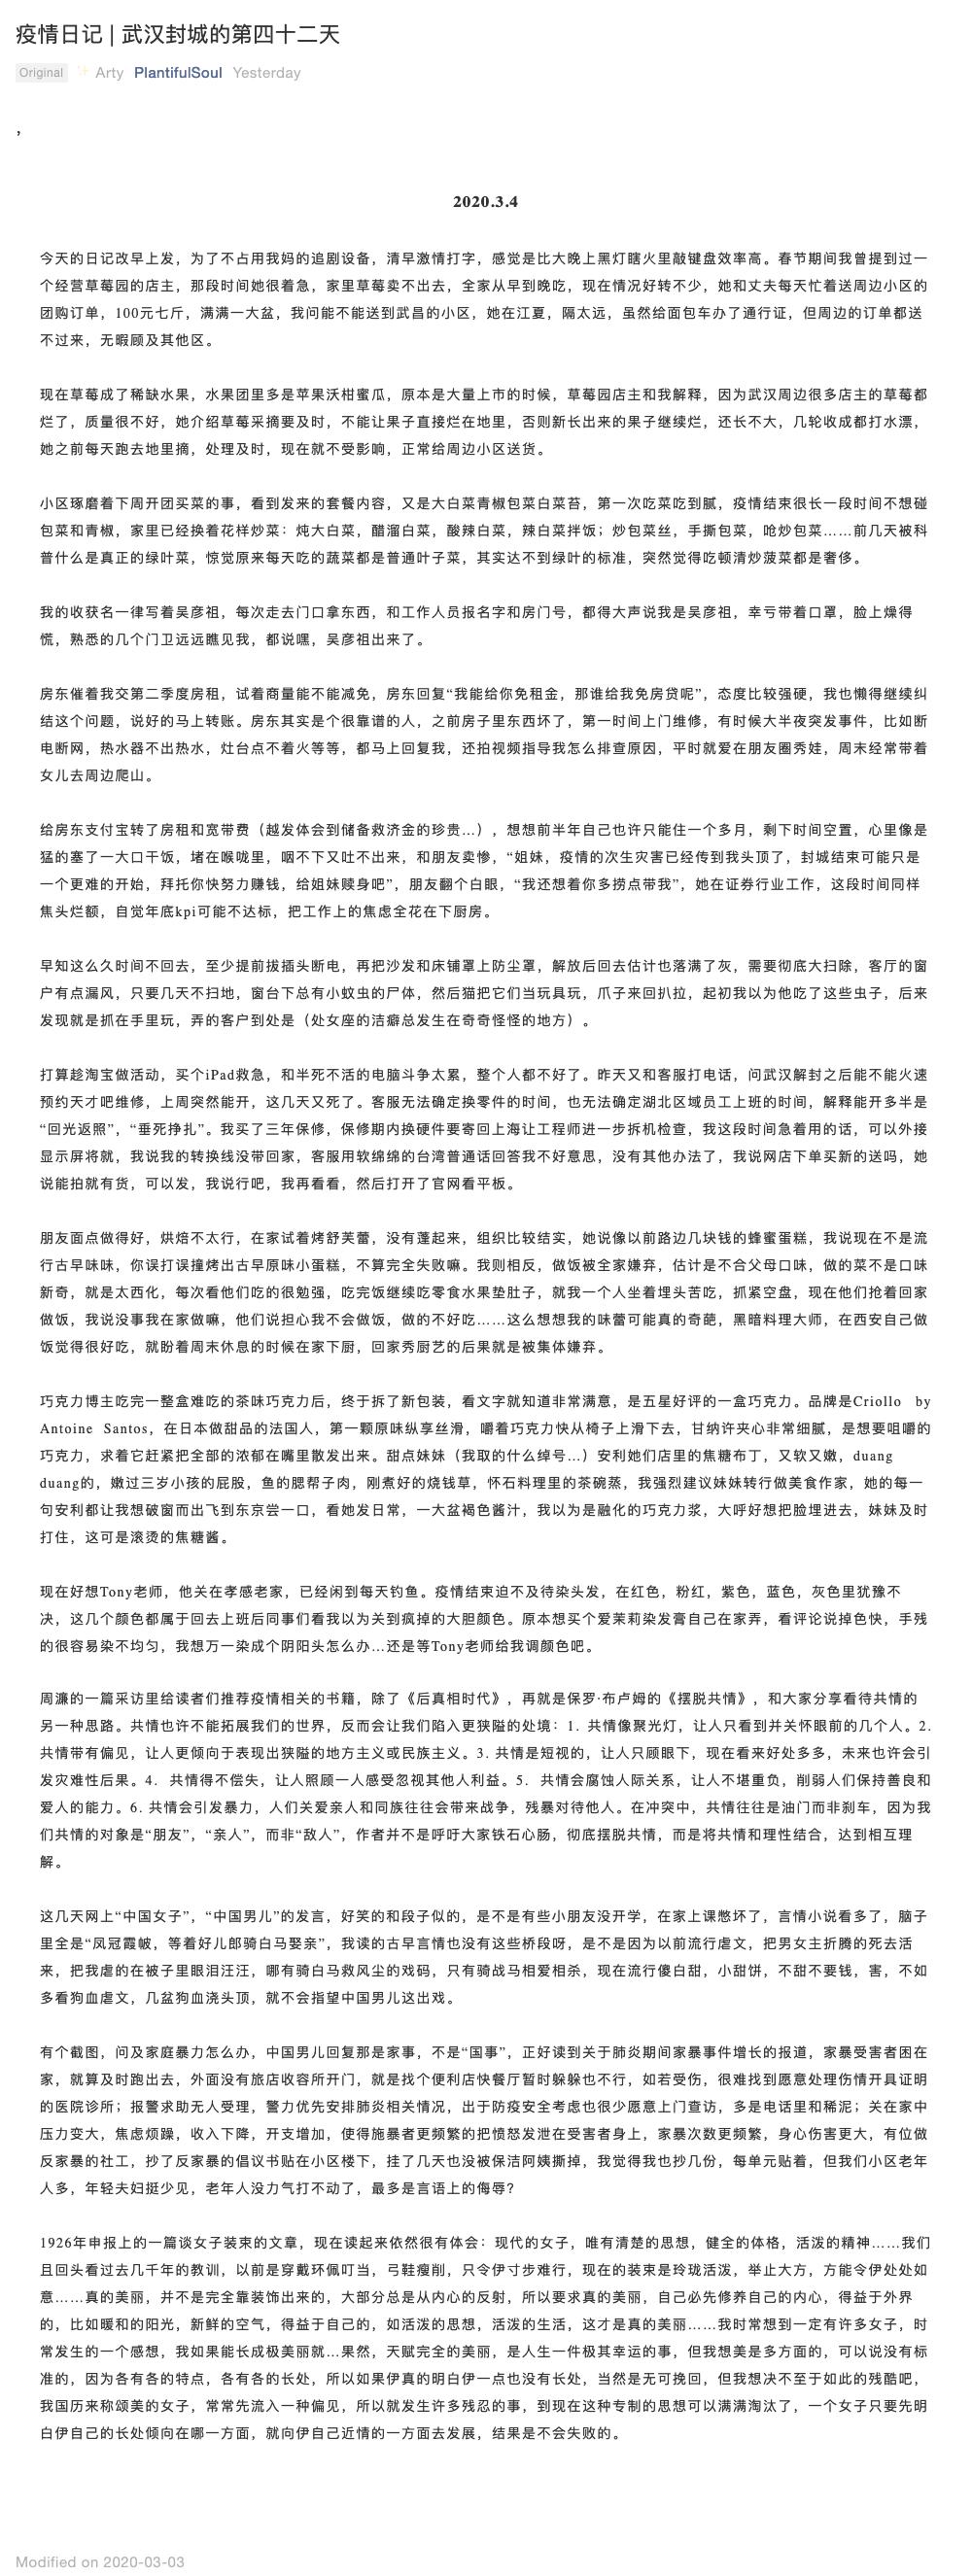 疫情日记 | 武汉封城的第四十二天
Original ✨ Arty PlantifulSoul Yesterday
，
2020.3.4
今天的日记改早上发，为了不占用我妈的追剧设备，清早激情打字，感觉是比大晚上黑灯瞎火里敲键盘效率高。春节期间我曾提到过一
个经营草莓园的店主，那段时间她很着急，家里草莓卖不出去，全家从早到晚吃，现在情况好转不少，她和丈夫每天忙着送周边小区的
团购订单，100元七斤，满满一大盆，我问能不能送到武昌的小区，她在江夏，隔太远，虽然给面包车办了通行证，但周边的订单都送
不过来，无暇顾及其他区。
现在草莓成了稀缺水果，水果团里多是苹果沃柑蜜瓜，原本是大量上市的时候，草莓园店主和我解释，因为武汉周边很多店主的草莓都
烂了，质量很不好，她介绍草莓采摘要及时，不能让果子直接烂在地里，否则新长出来的果子继续烂，还长不大，几轮收成都打水漂，
她之前每天跑去地里摘，处理及时，现在就不受影响，正常给周边小区送货。
小区琢磨着下周开团买菜的事，看到发来的套餐内容，又是大白菜青椒包菜白菜苔，第一次吃菜吃到腻，疫情结束很长一段时间不想碰
包菜和青椒，家里已经换着花样炒菜：炖大白菜，醋溜白菜，酸辣白菜，辣白菜拌饭；炒包菜丝，手撕包菜，呛炒包菜……前几天被科
普什么是真正的绿叶菜，惊觉原来每天吃的蔬菜都是普通叶子菜，其实达不到绿叶的标准，突然觉得吃顿清炒菠菜都是奢侈。
我的收获名一律写着吴彦祖，每次走去门口拿东西，和工作人员报名字和房门号，都得大声说我是吴彦祖，幸亏带着口罩，脸上燥得
慌，熟悉的几个门卫远远瞧见我，都说嘿，吴彦祖出来了。
房东催着我交第二季度房租，试着商量能不能减免，房东回复“我能给你免租金，那谁给我免房贷呢”，态度比较强硬，我也懒得继续纠
结这个问题，说好的马上转账。房东其实是个很靠谱的人，之前房子里东西坏了，第一时间上门维修，有时候大半夜突发事件，比如断
电断网，热水器不出热水，灶台点不着火等等，都马上回复我，还拍视频指导我怎么排查原因，平时就爱在朋友圈秀娃，周末经常带着
女儿去周边爬山。
给房东支付宝转了房租和宽带费（越发体会到储备救济金的珍贵...），想想前半年自己也许只能住一个多月，剩下时间空置，心里像是
猛的塞了一大口干饭，堵在喉咙里，咽不下又吐不出来，和朋友卖惨，“姐妹，疫情的次生灾害已经传到我头顶了，封城结束可能只是
一个更难的开始，拜托你快努力赚钱，给姐妹赎身吧”，朋友翻个白眼，“我还想着你多捞点带我”，她在证券行业工作，这段时间同样
焦头烂额，自觉年底kpi可能不达标，把工作上的焦虑全花在下厨房。
早知这么久时间不回去，至少提前拔插头断电，再把沙发和床铺罩上防尘罩，解放后回去估计也落满了灰，需要彻底大扫除，客厅的窗
户有点漏风，只要几天不扫地，窗台下总有小蚊虫的尸体，然后猫把它们当玩具玩，爪子来回扒拉，起初我以为他吃了这些虫子，后来
发现就是抓在手里玩，弄的客户到处是（处女座的洁癖总发生在奇奇怪怪的地方）。
打算趁淘宝做活动，买个iPad救急，和半死不活的电脑斗争太累，整个人都不好了。昨天又和客服打电话，问武汉解封之后能不能火速
预约天才吧维修，上周突然能开，这几天又死了。客服无法确定换零件的时间，也无法确定湖北区域员工上班的时间，解释能开多半是
“回光返照”，“垂死挣扎”。我买了三年保修，保修期内换硬件要寄回上海让工程师进一步拆机检查，我这段时间急着用的话，可以外接
显示屏将就，我说我的转换线没带回家，客服用软绵绵的台湾普通话回答我不好意思，没有其他办法了，我说网店下单买新的送吗，她
说能拍就有货，可以发，我说行吧，我再看看，然后打开了官网看平板。
朋友面点做得好，烘焙不太行，在家试着烤舒芙蕾，没有蓬起来，组织比较结实，她说像以前路边几块钱的蜂蜜蛋糕，我说现在不是流
行古早味味，你误打误撞烤出古早原味小蛋糕，不算完全失败嘛。我则相反，做饭被全家嫌弃，估计是不合父母口味，做的菜不是口味
新奇，就是太西化，每次看他们吃的很勉强，吃完饭继续吃零食水果垫肚子，就我一个人坐着埋头苦吃，抓紧空盘，现在他们抢着回家
做饭，我说没事我在家做嘛，他们说担心我不会做饭，做的不好吃……这么想想我的味蕾可能真的奇葩，黑暗料理大师，在西安自己做
饭觉得很好吃，就盼着周末休息的时候在家下厨，回家秀厨艺的后果就是被集体嫌弃。
巧克力博主吃完一整盒难吃的茶味巧克力后，终于拆了新包装，看文字就知道非常满意，是五星好评的一盒巧克力。品牌是Criollo by
Antoine Santos，在日本做甜品的法国人，第一颗原味纵享丝滑，嚼着巧克力快从椅子上滑下去，甘纳许夹心非常细腻，是想要咀嚼的
巧克力，求着它赶紧把全部的浓郁在嘴里散发出来。甜点妹妹（我取的什么绰号...）安利她们店里的焦糖布丁，又软又嫩，duang
duang的，嫩过三岁小孩的屁股，鱼的腮帮子肉，刚煮好的烧钱草，怀石料理里的茶碗蒸，我强烈建议妹妹转行做美食作家，她的每一
句安利都让我想破窗而出飞到东京尝一口，看她发日常，一大盆褐色酱汁，我以为是融化的巧克力浆，大呼好想把脸埋进去，妹妹及时
打住，这可是滚烫的焦糖酱。
现在好想Tony老师，他关在孝感老家，已经闲到每天钓鱼。疫情结束迫不及待染头发，在红色，粉红，紫色，蓝色，灰色里犹豫不
决，这几个颜色都属于回去上班后同事们看我以为关到疯掉的大胆颜色。原本想买个爱茉莉染发膏自己在家弄，看评论说掉色快，手残
的很容易染不均匀，我想万一染成个阴阳头怎么办...还是等Tony老师给我调颜色吧。
周濂的一篇采访里给读者们推荐疫情相关的书籍，除了《后真相时代》，再就是保罗·布卢姆的《摆脱共情》，和大家分享看待共情的
另一种思路。共情也许不能拓展我们的世界，反而会让我们陷入更狭隘的处境：1. 共情像聚光灯，让人只看到并关怀眼前的几个人。2.
共情带有偏见，让人更倾向于表现出狭隘的地方主义或民族主义。3. 共情是短视的，让人只顾眼下，现在看来好处多多，未来也许会引
发灾难性后果。4. 共情得不偿失，让人照顾一人感受忽视其他人利益。5. 共情会腐蚀人际关系，让人不堪重负，削弱人们保持善良和
爱人的能力。6. 共情会引发暴力，人们关爱亲人和同族往往会带来战争，残暴对待他人。在冲突中，共情往往是油门而非刹车，因为我
们共情的对象是“朋友”，“亲人”，而非“敌人”，作者并不是呼吁大家铁石心肠，彻底摆脱共情，而是将共情和理性结合，达到相互理
解。
这几天网上“中国女子”，“中国男儿”的发言，好笑的和段子似的，是不是有些小朋友没开学，在家上课憋坏了，言情小说看多了，脑子
里全是“凤冠霞帔，等着好儿郎骑白马娶亲”，我读的古早言情也没有这些桥段呀，是不是因为以前流行虐文，把男女主折腾的死去活
来，把我虐的在被子里眼泪汪汪，哪有骑白马救风尘的戏码，只有骑战马相爱相杀，现在流行傻白甜，小甜饼，不甜不要钱，害，不如
多看狗血虐文，几盆狗血浇头顶，就不会指望中国男儿这出戏。
有个截图，问及家庭暴力怎么办，中国男儿回复那是家事，不是“国事”，正好读到关于肺炎期间家暴事件增长的报道，家暴受害者困在
家，就算及时跑出去，外面没有旅店收容所开门，就是找个便利店快餐厅暂时躲躲也不行，如若受伤，很难找到愿意处理伤情开具证明
的医院诊所；报警求助无人受理，警力优先安排肺炎相关情况，出于防疫安全考虑也很少愿意上门查访，多是电话里和稀泥；关在家中
压力变大，焦虑烦躁，收入下降，开支增加，使得施暴者更频繁的把愤怒发泄在受害者身上，家暴次数更频繁，身心伤害更大，有位做
反家暴的社工，抄了反家暴的倡议书贴在小区楼下，挂了几天也没被保洁阿姨撕掉，我觉得我也抄几份，每单元贴着，但我们小区老年
人多，年轻夫妇挺少见，老年人没力气打不动了，最多是言语上的侮辱？
1926年申报上的一篇谈女子装束的文章，现在读起来依然很有体会：现代的女子，唯有清楚的思想，健全的体格，活泼的精神……我们
且回头看过去几千年的教训，以前是穿戴环佩叮当，弓鞋瘦削，只令伊寸步难行，现在的装束是玲珑活泼，举止大方，方能令伊处处如
意……真的美丽，并不是完全靠装饰出来的，大部分总是从内心的反射，所以要求真的美丽，自己必先修养自己的内心，得益于外界
的，比如暖和的阳光，新鲜的空气，得益于自己的，如活泼的思想，活泼的生活，这才是真的美丽……我时常想到一定有许多女子，时
常发生的一个感想，我如果能长成极美丽就...果然，天赋完全的美丽，是人生一件极其幸运的事，但我想美是多方面的，可以说没有标
准的，因为各有各的特点，各有各的长处，所以如果伊真的明白伊一点也没有长处，当然是无可挽回，但我想决不至于如此的残酷吧，
我国历来称颂美的女子，常常先流入一种偏见，所以就发生许多残忍的事，到现在这种专制的思想可以满满淘汰了，一个女子只要先明
白伊自己的长处倾向在哪一方面，就向伊自己近情的一方面去发展，结果是不会失败的。
Modified on 2020-03-03